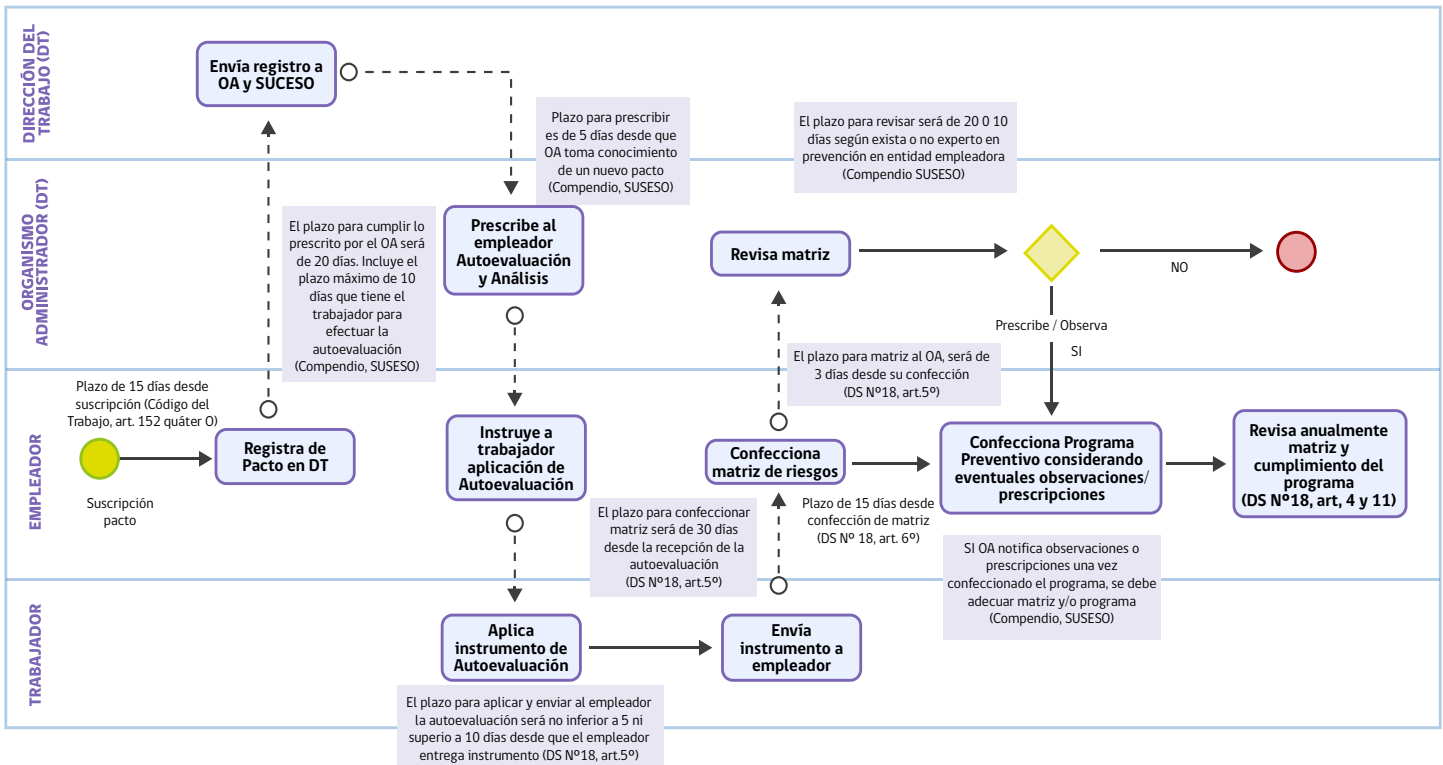 DIRECCIÓN DEL
TRABAJO (DT)
Envía registro a
OA y SUCESO
Plazo para prescribir
es de 5 días desde que
OA toma conocimiento
de un nuevo pacto
(Compendio, SUSESO)
El plazo para revisar será de 20 0 10
días según exista o no experto en
prevención en entidad empleadora
(Compendio SUSESO)
ORGANISMO
ADMINISTRADOR (DT)
El plazo para cumplir lo
prescrito por el OA será
de 20 días. Incluye el
plazo máximo de 10
días que tiene el
trabajador para
efectuar la
autoevaluación
(Compendio, SUSESO)
Prescribe al
empleador
Autoevaluación
y Análisis
Revisa matriz
NO
Prescribe / Observa
SI
El plazo para matriz al OA, será de
3 días desde su confección
(DS Nº18, art.5º)
EMPLEADOR
Plazo de 15 días desde
suscripción (Código del
Trabajo, art. 152 quáter O)
Suscripción
pacto
Registra de
Pacto en DT
Instruye a
trabajador
aplicación de
Autoevaluación
El plazo para confeccionar
matriz será de 30 días
desde la recepción de la
autoevaluación
(DS Nº18, art.5º)
Confecciona
matriz de riesgos
Plazo de 15 días desde
confección de matriz
(DS Nº 18, art. 6º)
Confecciona Programa
Preventivo considerando
eventuales observaciones/
prescripciones
Revisa anualmente
matriz y
cumplimiento del
programa
(DS Nº18, art, 4 y 11)
SI OA notifica observaciones o
prescripciones una vez
confeccionado el programa, se debe
adecuar matriz y/o programa
(Compendio, SUSESO)
TRABAJADOR
Aplica
instrumento de
Autoevaluación
Envía
instrumento a
empleador
El plazo para aplicar y enviar al empleador
la autoevaluación será no inferior a 5 ni
superior a 10 días desde que el empleador
entrega instrumento (DS Nº18, art.5º)